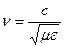 v = c / √με